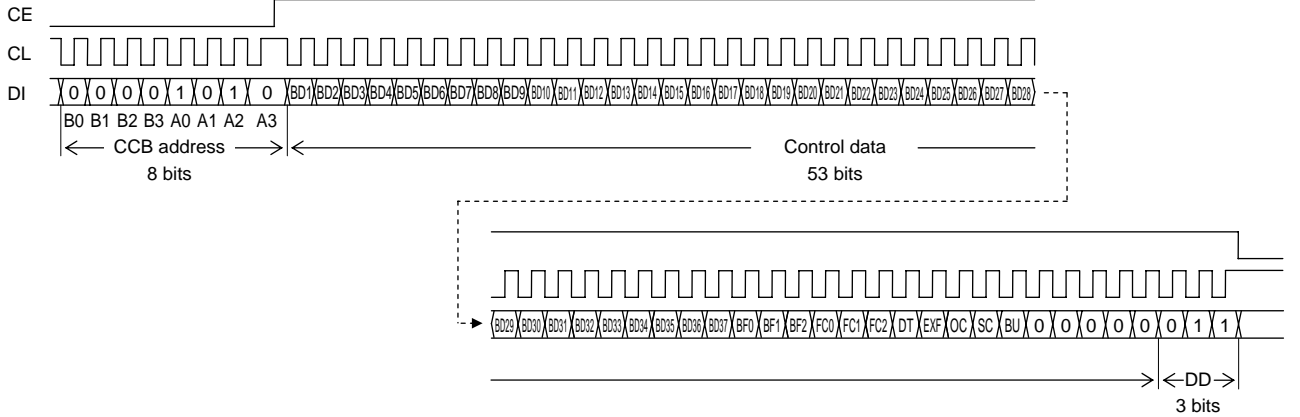 CE
CL
DI 0 0 0 0 1 0 1 0 BD1 BD2 BD3 BD4 BD5 BD6 BD7 BD8 BD9 BD10 BD11 BD12 BD13 BD14 BD15 BD16 BD17 BD18 BD19 BD20 BD21 BD22 BD23 BD24 BD25 BD26 BD27 BD28
B0 B1 B2 B3 A0 A1 A2 A3
CCB address Control data
8 bits 53 bits
BD29 BD30 BD31 BD32 BD33 BD34 BD35 BD36 BD37 BF0 BF1 BF2 FC0 FC1 FC2 DT EXF OC SC BU 0 0 0 0 0 0 1 1
DD
3 bits